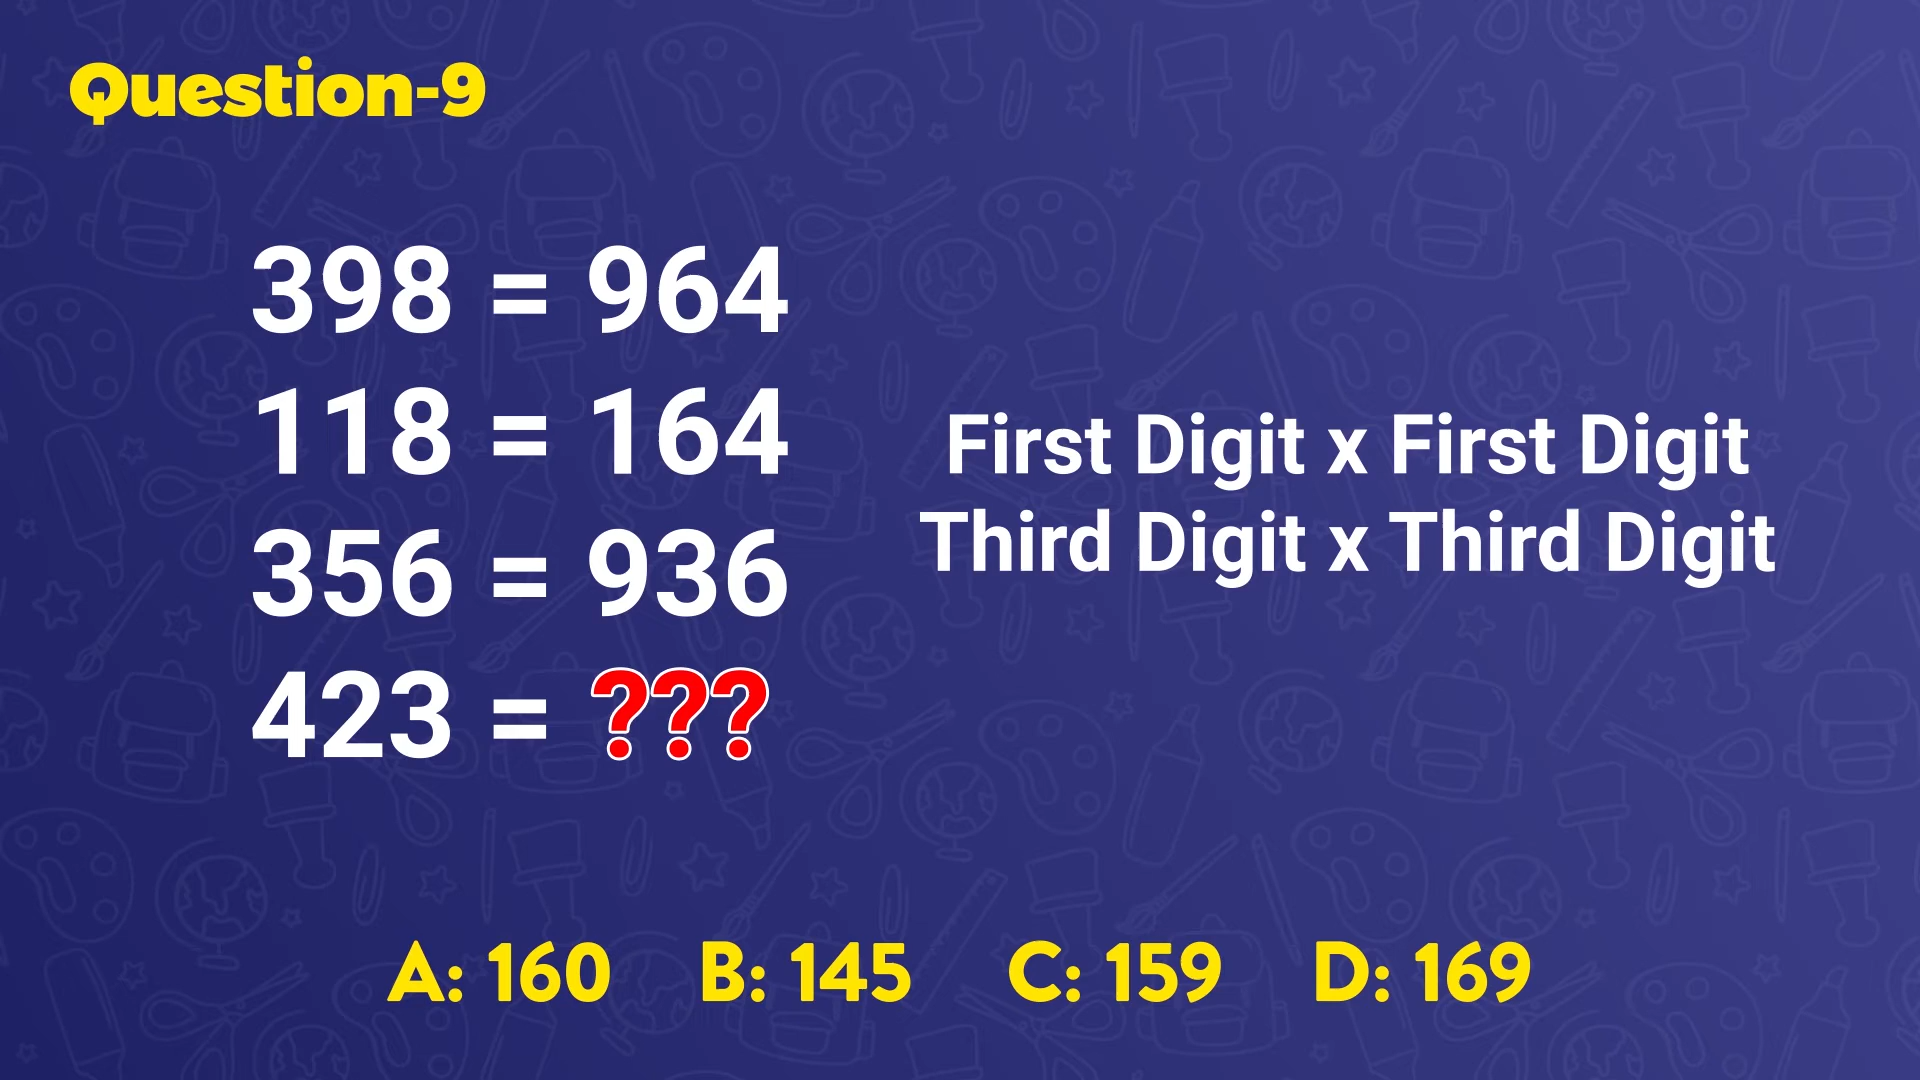 Question-9
398 = 964
118 = 164
356 = 936
423 = ???
First Digit x First Digit
Third Digit x Third Digit
A: 160 B: 145 C: 159 D: 169